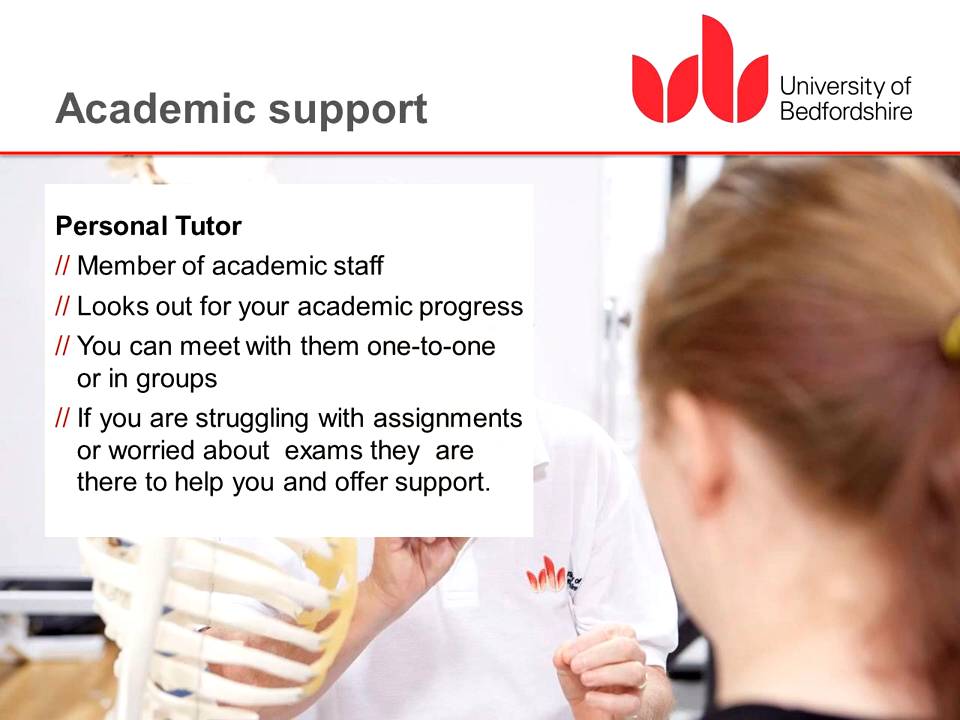 Academic support
University of
Bedfordshire
Personal Tutor
// Member of academic staff
// Looks out for your academic progress
// You can meet with them one-to-one
or in groups
// If you are struggling with assignments
or worried about  exams they  are
there to help you and offer support.